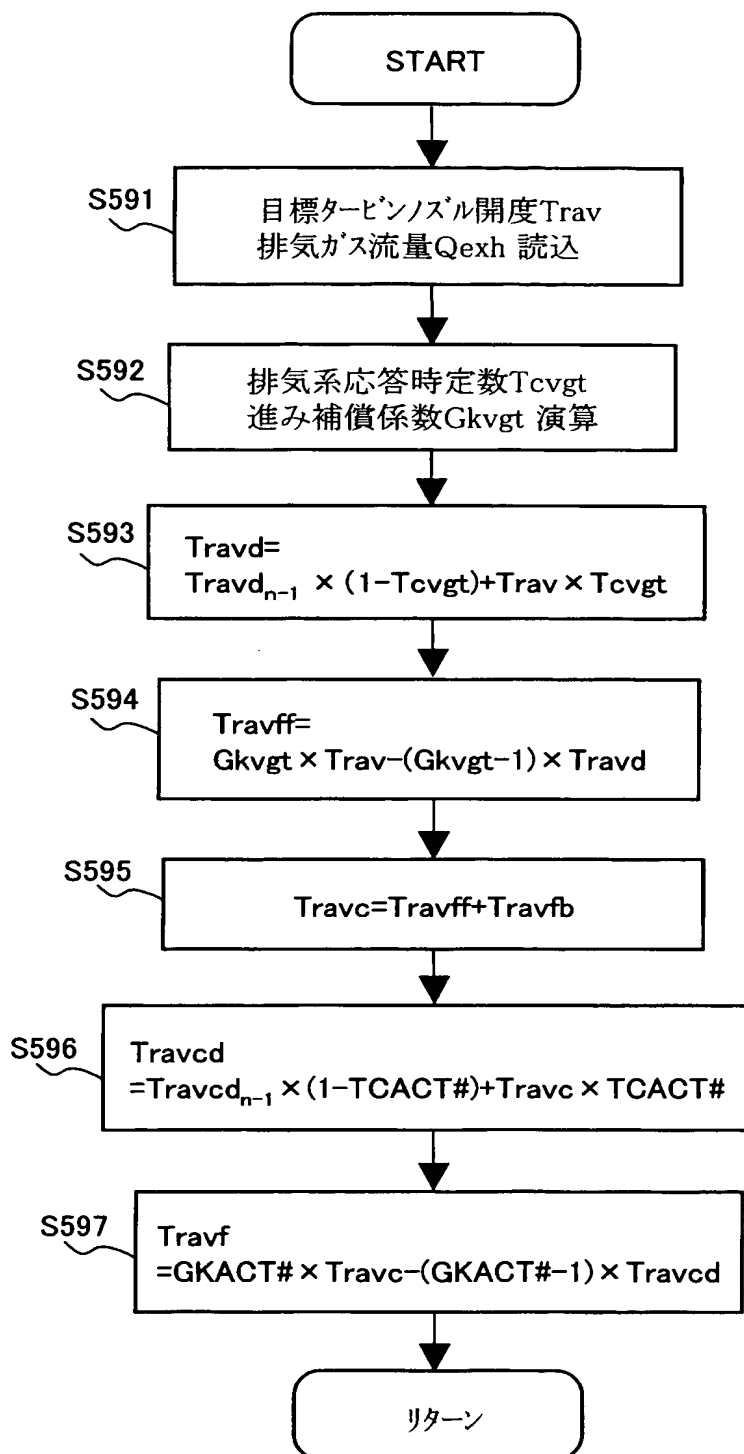 START
S591
目標タービンノズル開度Trav
排気ガス流量Qexh 読込
S592
排気系応答時定数Tcvgt
進み補償係数Gkvgt 演算
S593
Travd=
Travdn-1 ×(1-Tcvgt)+Trav×Tcvgt
S594
Travff=
Gkvgt×Trav-(Gkvgt-1)×Travd
S595
Travc=Travff+Travfb
S596
Travcd
=Travcdn-1×(1-TCACT#)+Travc×TCACT#
S597
Travf
=GKACT#×Travc-(GKACT#-1)×Travcd
リターン